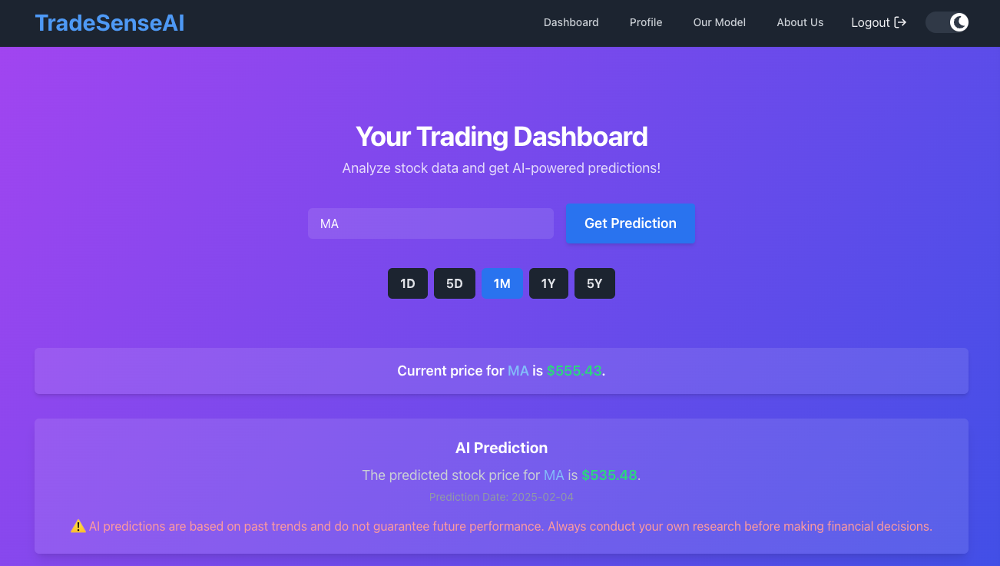 TradeSenseAI
Dashboard Profile Our Model About Us Logout
Your Trading Dashboard
Analyze stock data and get AI-powered predictions!
MA Get Prediction
1D 5D 1M 1Y 5Y
Current price for MA is $555.43.
AI Prediction
The predicted stock price for MA is $535.48.
Prediction Date: 2025-02-04
⚠️ AI predictions are based on past trends and do not guarantee future performance. Always conduct your own research before making financial decisions.